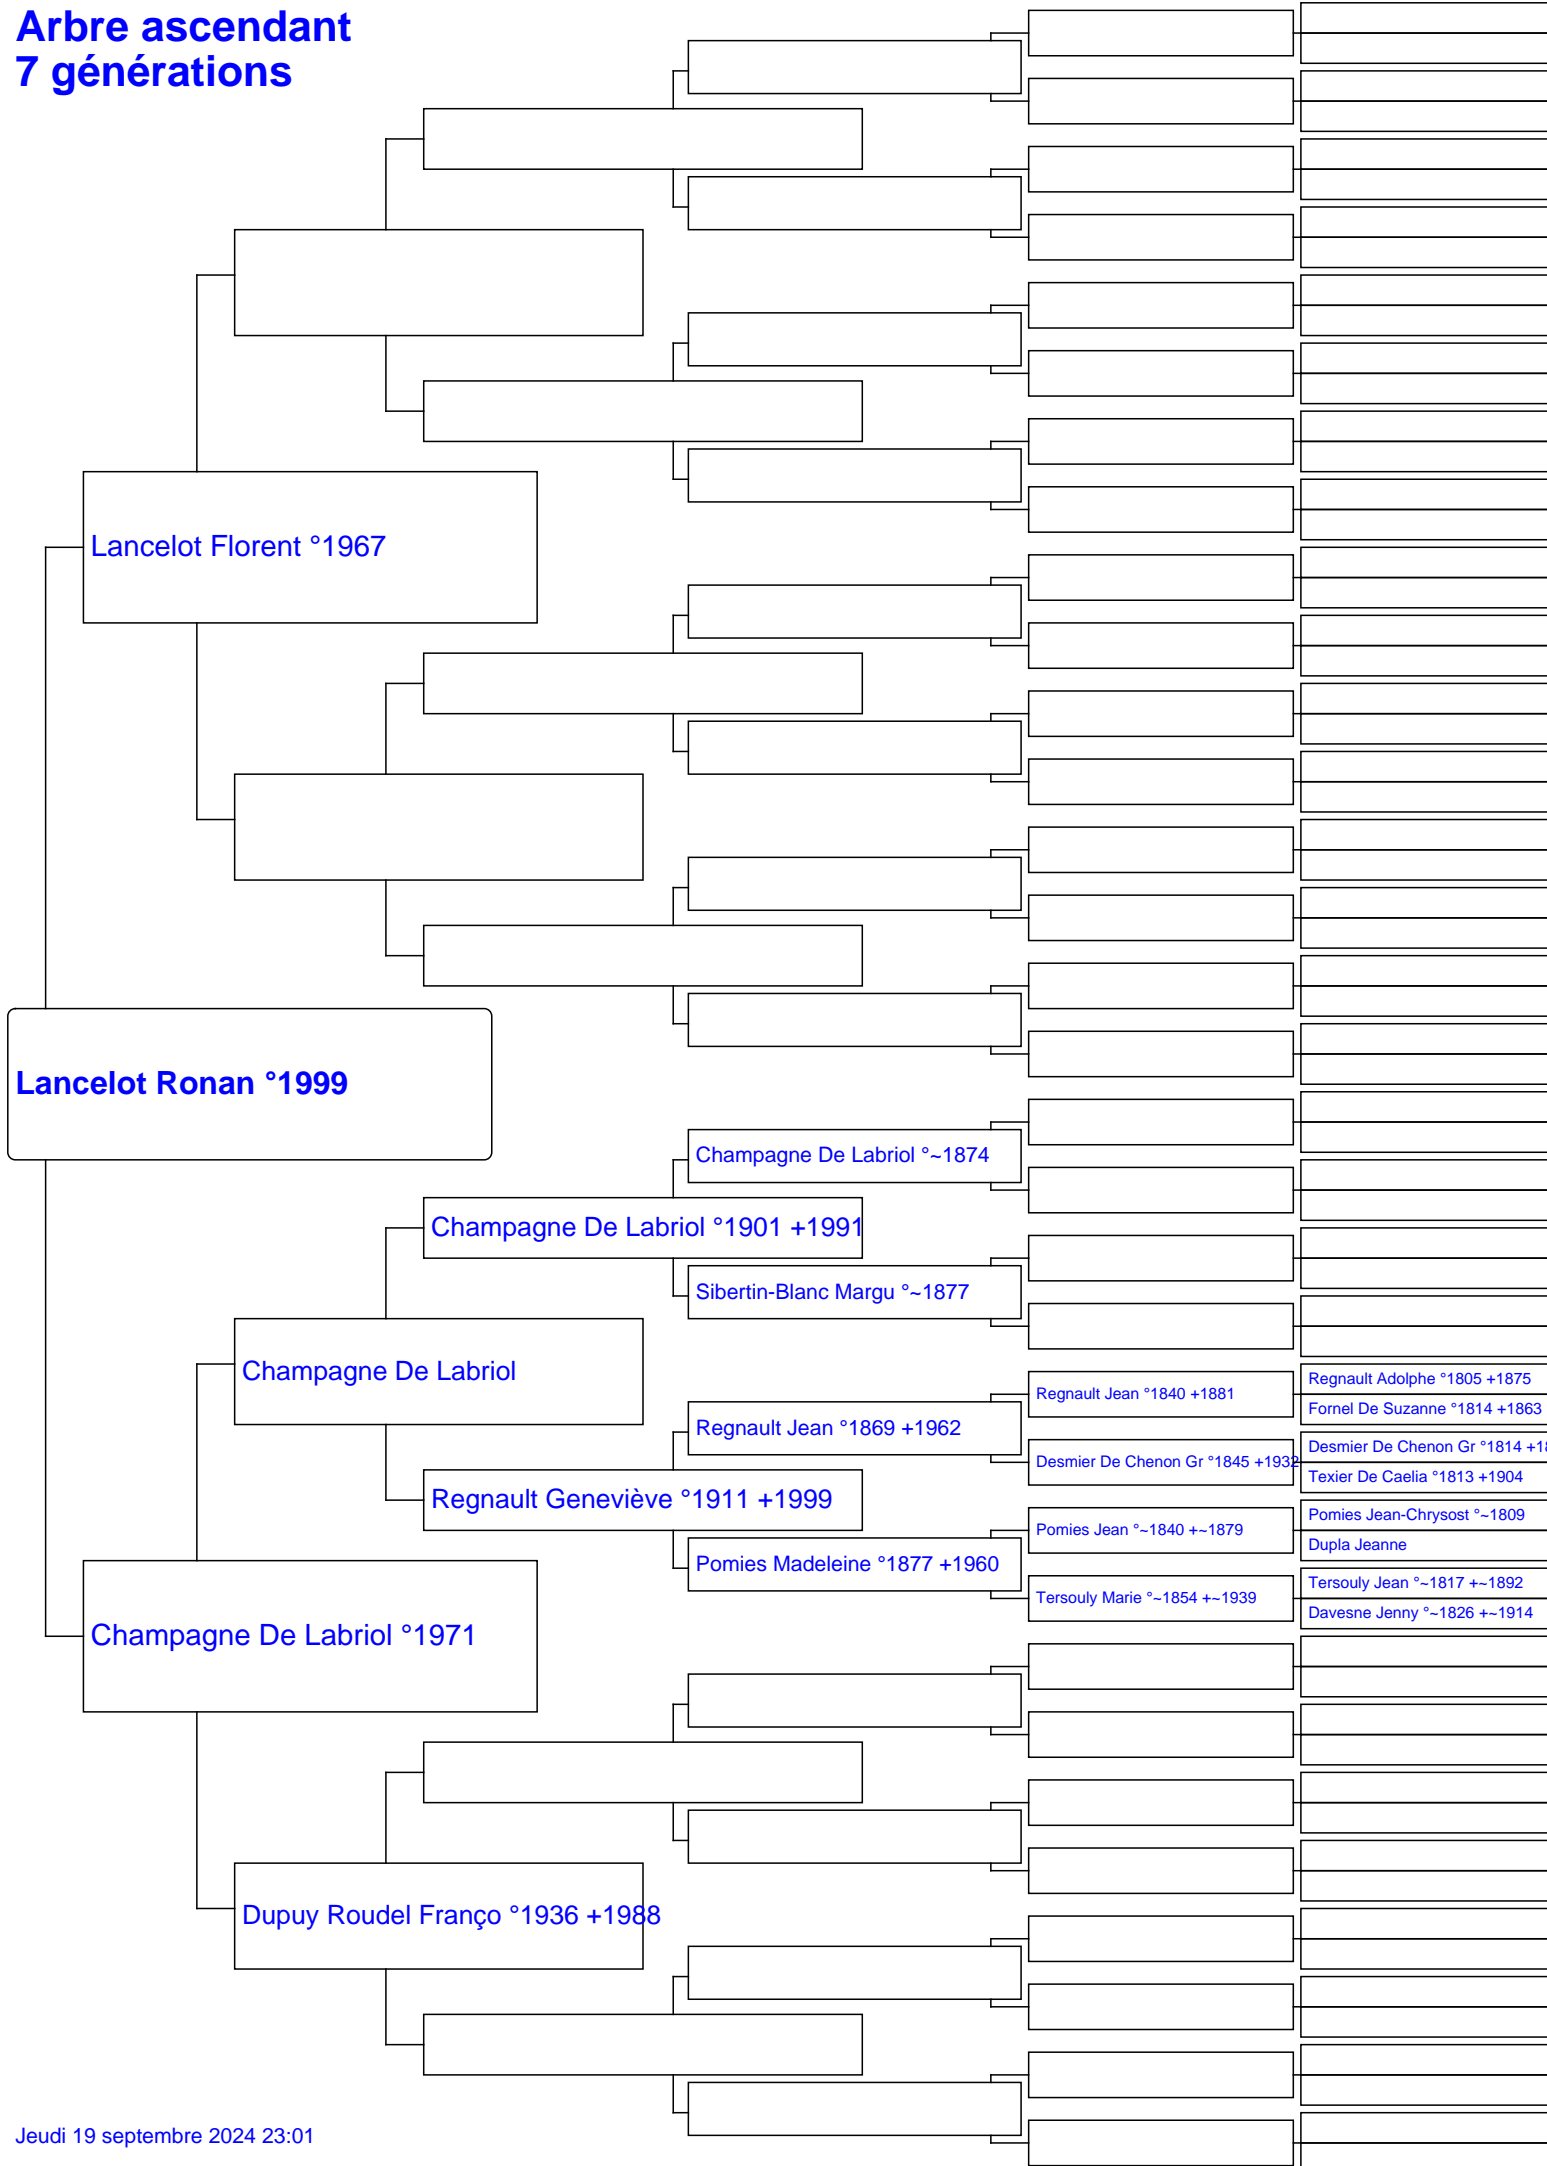 Arbre ascendant
7 générations
Lancelot Florent °1967
Lancelot Ronan °1999
Champagne De Labriol °~1874
Champagne De Labriol °1901 +1991
Sibertin-Blanc Margu °~1877
Champagne De Labriol
Regnault Adolphe °1805 +1875
Regnault Jean °1840 +1881
Fornel De Suzanne °1814 +1863
Regnault Jean °1869 +1962
Desmier De Chenon Gr °1814 +18
Desmier De Chenon Gr °1845 +1932
Texier De Caelia °1813 +1904
Regnault Geneviève °1911 +1999
Pomies Jean-Chrysost °~1809
Pomies Jean °~1840 +~1879
Dupla Jeanne
Pomies Madeleine °1877 +1960
Tersouly Jean °~1817 +~1892
Tersouly Marie °~1854 +~1939
Davesne Jenny °~1826 +~1914
Champagne De Labriol °1971
Dupuy Roudel Franço °1936 +1988
Jeudi 19 septembre 2024 23:01